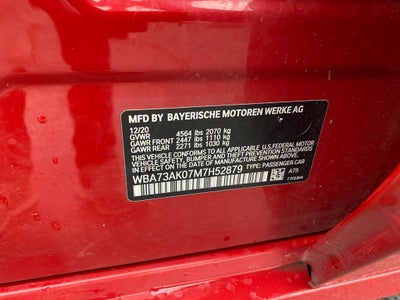 MFD BY BAYERISCHE MOTOREN WERKE AG
12/20
GVWR 4564 lbs 2070 kg
GAWR FRONT 2447 lbs 1110 kg
GAWR REAR 2271 lbs 1030 kg
THIS VEHICLE CONFORMS TO ALL APPLICABLE FEDERAL MOTOR
VEHICLE SAFETY, BUMPER AND THEFT PREVENTION STANDARDS
IN EFFECT ON THE DATE OF MANUFACTURE SHOWN ABOVE.
WBA73AK07M7H52879 TYPE: PASSENGER CAR
A75